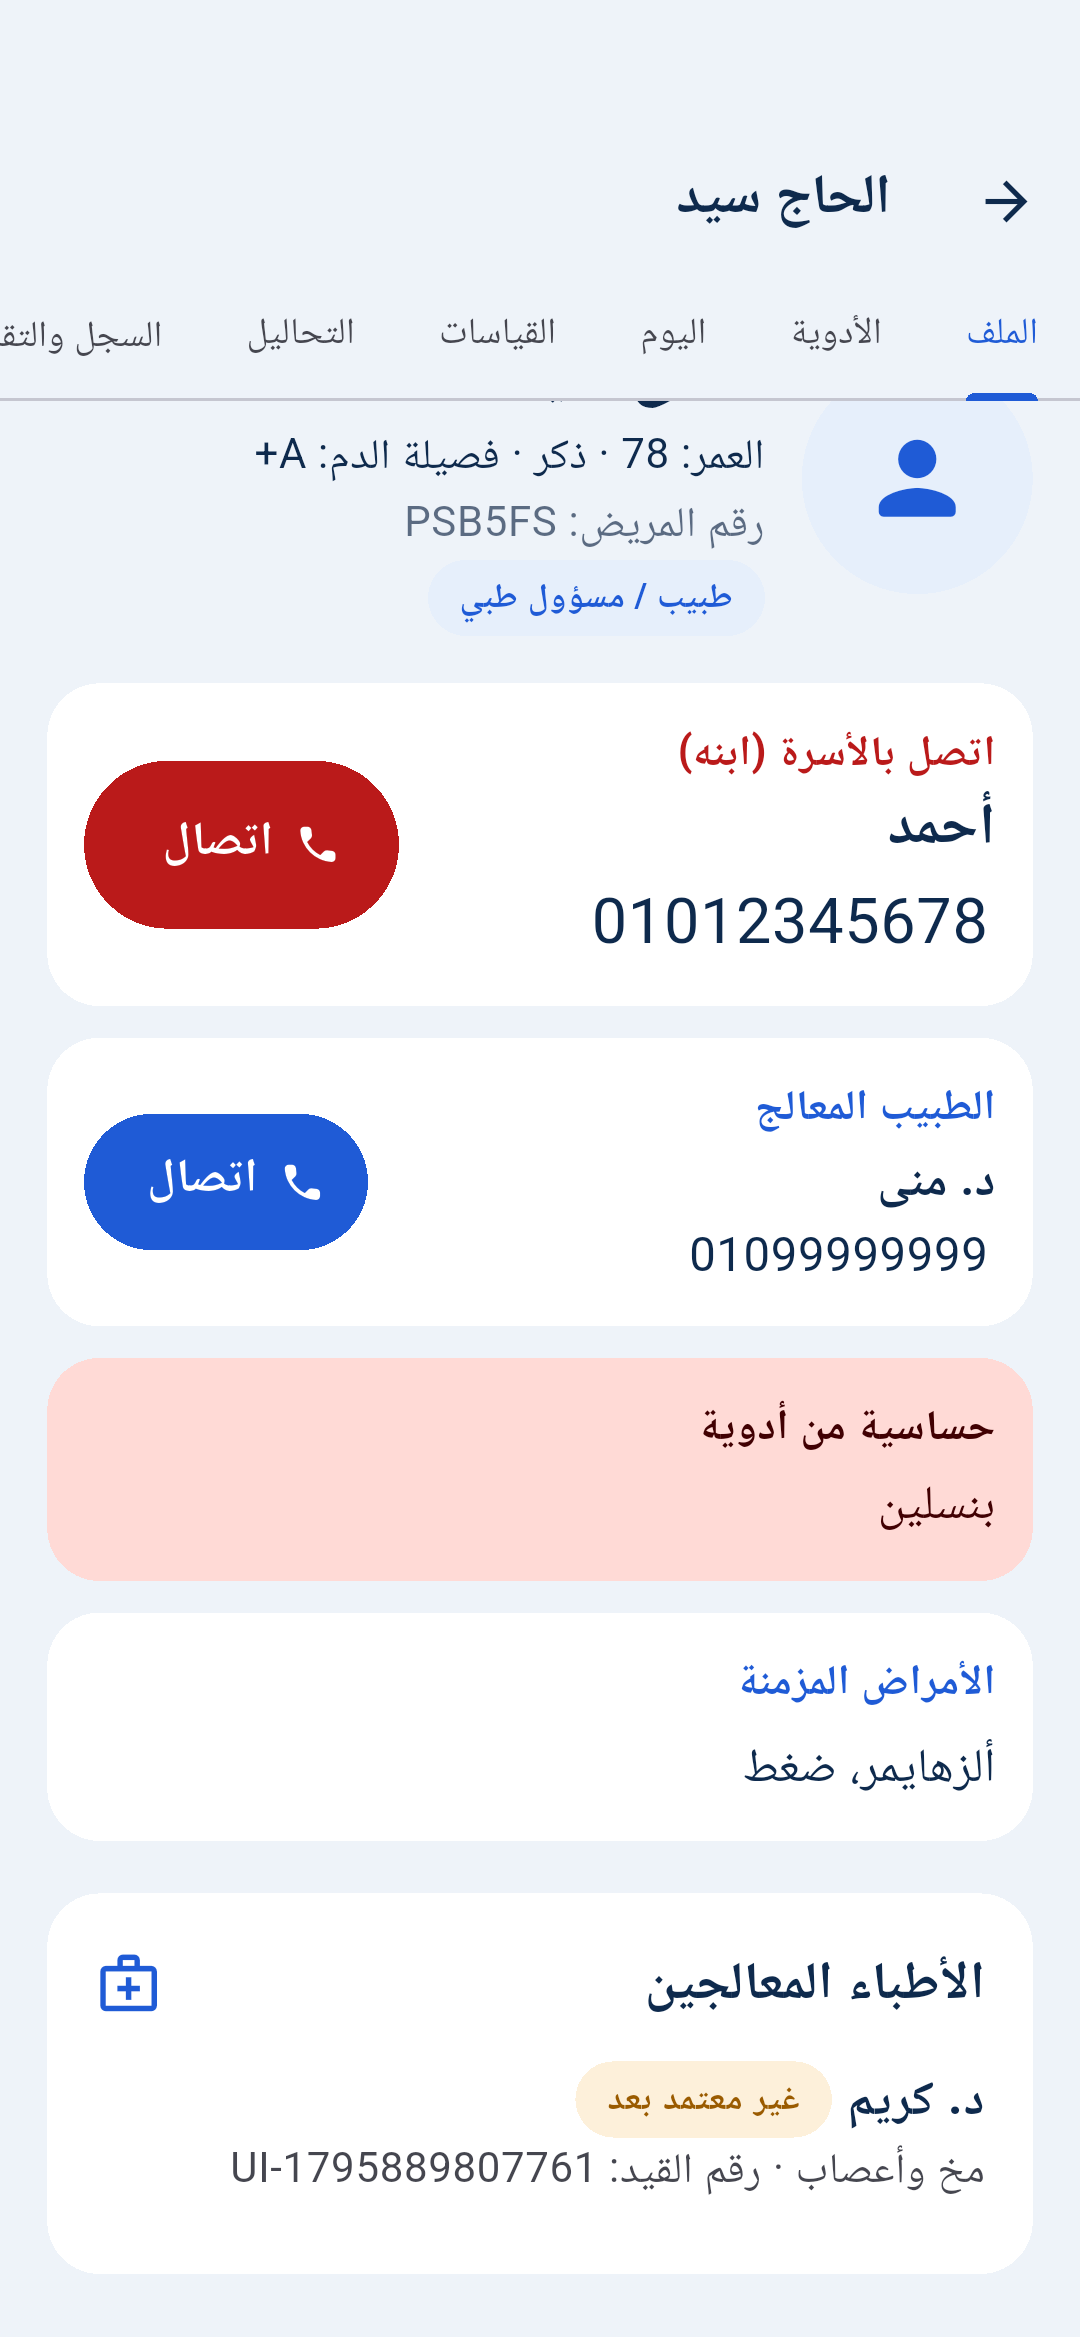 الحاج سيد
الملف
الأدوية
اليوم
القياسات
التحاليل
السجل
العمر: 78 · ذكر · فصيلة الدم: A+
رقم المريض: PSB5FS
طبيب / مسؤول طبي
اتصل بالأسرة (ابنه)
أحمد
01012345678
اتصال
الطبيب المعالج
د. منى
01099999999
اتصال
حساسية من أدوية
بنسلين
الأمراض المزمنة
ألزهايمر، ضغط
الأطباء المعالجين
د. كريم
غير معتمد بعد
مخ وأعصاب · رقم القيد: UI-1795889807761